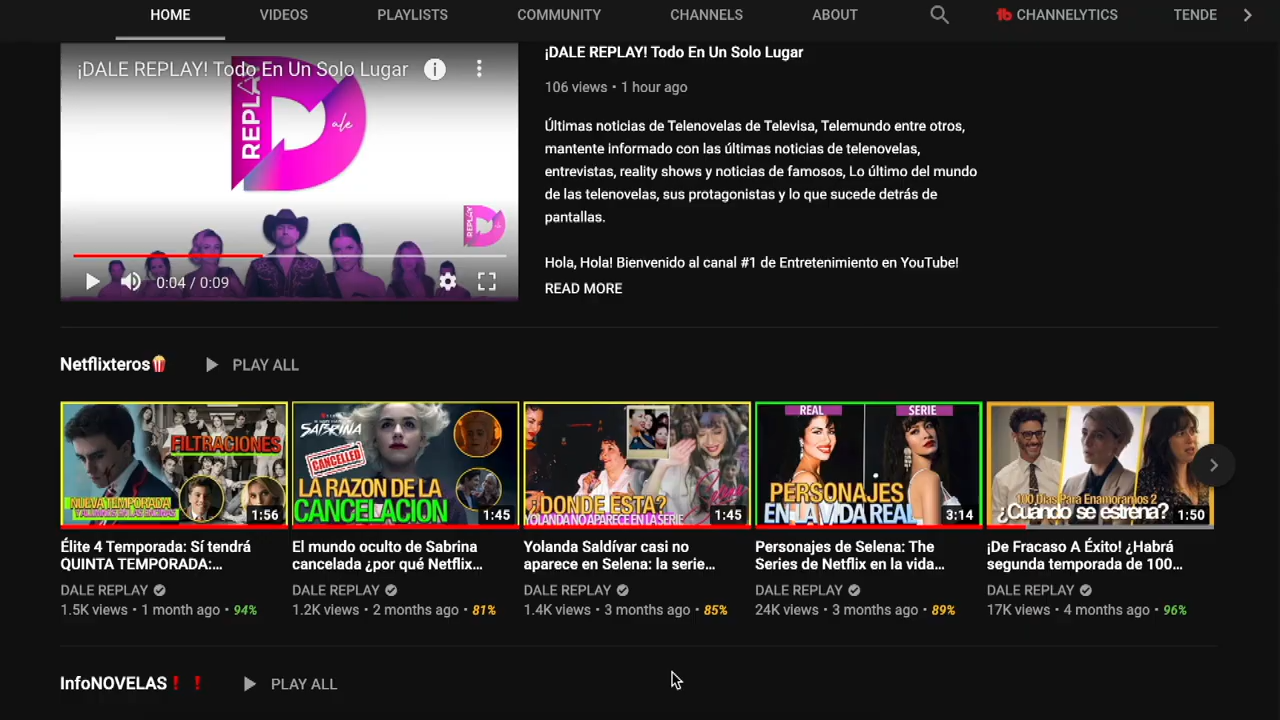 HOME VIDEOS PLAYLISTS COMMUNITY CHANNELS ABOUT CHANNELYTICS TENDE
¡DALE REPLAY! Todo En Un Solo Lugar
REPLAY
Dale
REPLAY
0:04 / 0:09
¡DALE REPLAY! Todo En Un Solo Lugar
106 views • 1 hour ago
Últimas noticias de Telenovelas de Televisa, Telemundo entre otros,
mantente informado con las últimas noticias de telenovelas,
entrevistas, reality shows y noticias de famosos, Lo último del mundo
de las telenovelas, sus protagonistas y lo que sucede detrás de
pantallas.
Hola, Hola! Bienvenido al canal #1 de Entretenimiento en YouTube!
READ MORE
Netflixteros🍿 PLAY ALL
FILTRACIONES
NUEVA TEMPORADA
1:56
SABRINA
CANCELLED
LA RAZON DE LA
CANCELACION
1:45
¿DONDE ESTA?
YOLANDA NO APARECE EN LA SERIE
1:45
REAL SERIE
PERSONAJES
EN LA VIDA REAL
3:14
100 Dias Para Enamorarnos 2
¿Cuando se estrena?
1:50
Élite 4 Temporada: Sí tendrá
QUINTA TEMPORADA:...
DALE REPLAY
1.5K views • 1 month ago • 94%
El mundo oculto de Sabrina
cancelada ¿por qué Netflix...
DALE REPLAY
1.2K views • 2 months ago • 81%
Yolanda Saldívar casi no
aparece en Selena: la serie...
DALE REPLAY
1.4K views • 3 months ago • 85%
Personajes de Selena: The
Series de Netflix en la vida...
DALE REPLAY
24K views • 3 months ago • 89%
¡De Fracaso A Éxito! ¿Habrá
segunda temporada de 100...
DALE REPLAY
17K views • 4 months ago • 96%
InfoNOVELAS❗❗ PLAY ALL